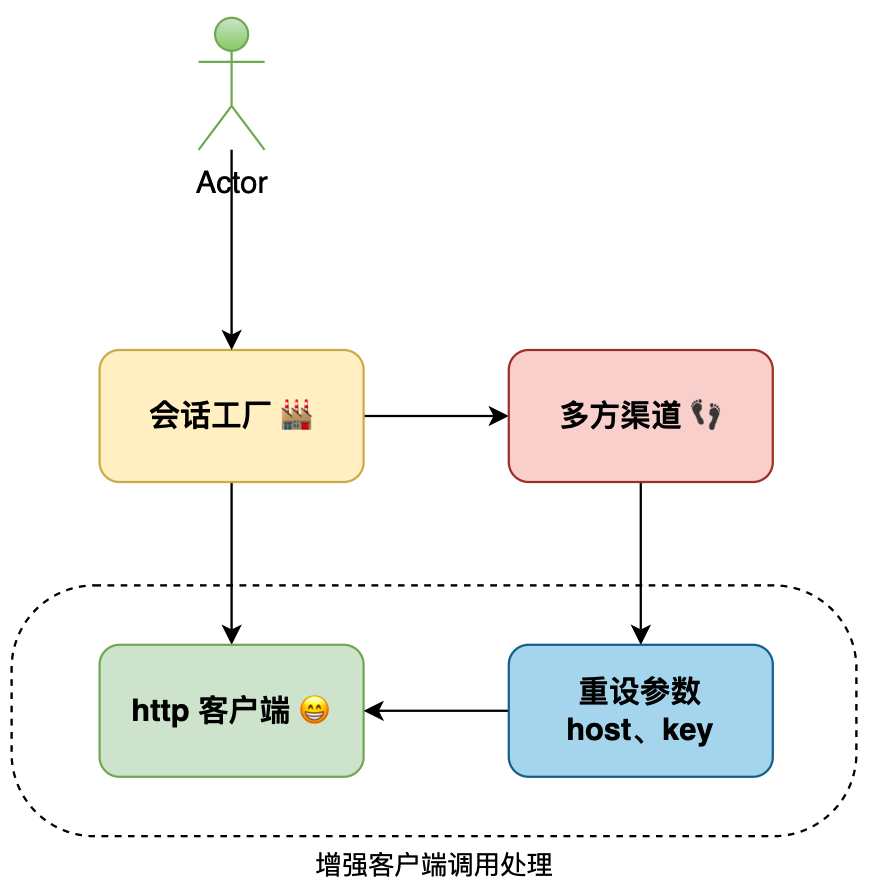 Actor
会话工厂 🏭
多方渠道 👣
http 客户端 😁
重设参数
host、key
增强客户端调用处理